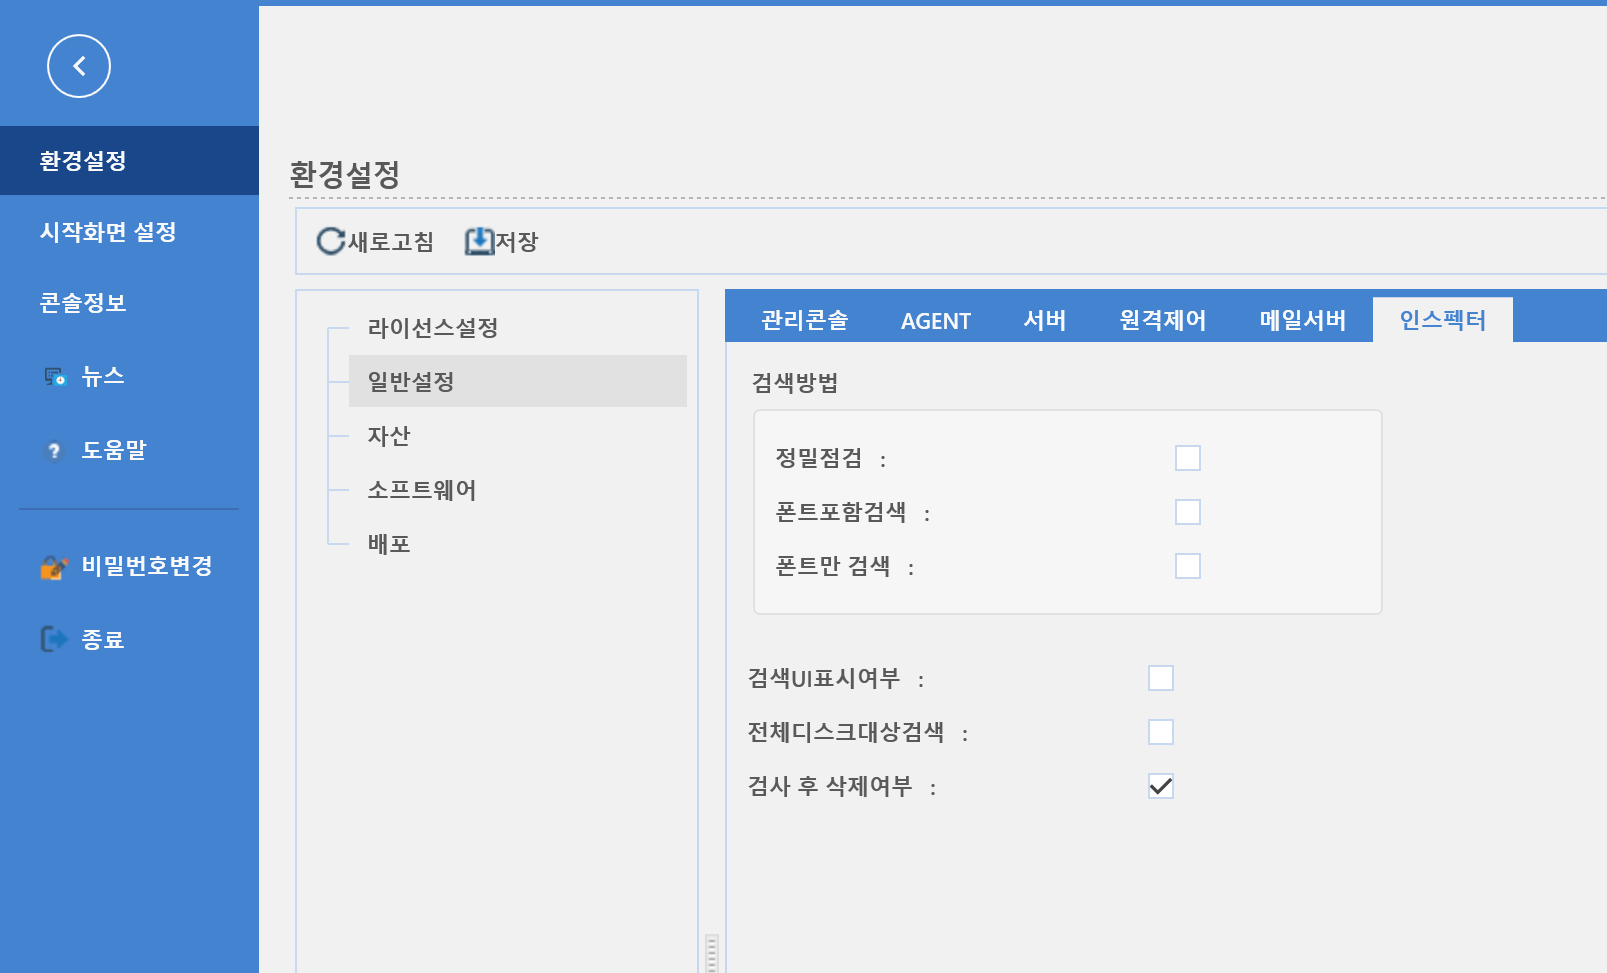 환경설정
시작화면 설정
콘솔정보
뉴스
도움말
비밀번호변경
종료
환경설정
새로고침 저장
라이선스설정
일반설정
자산
소프트웨어
배포
관리콘솔 AGENT 서버 원격제어 메일서버 인스펙터
검색방법
정밀점검 :
폰트포함검색 :
폰트만 검색 :
검색UI표시여부 :
전체디스크대상검색 :
검사 후 삭제여부 :